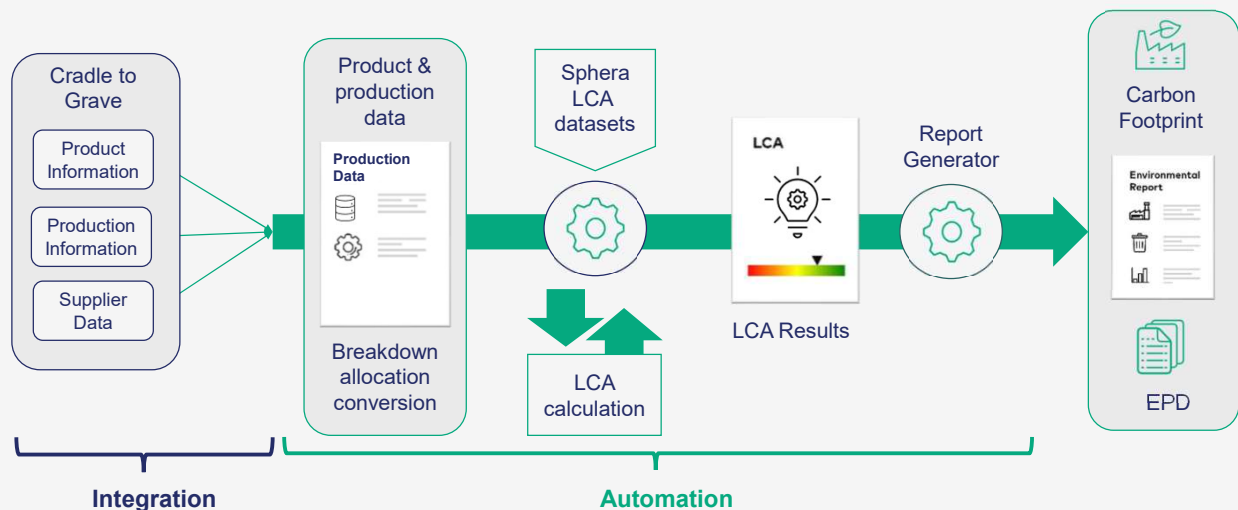 Cradle to
Grave
Product
Information
Production
Information
Supplier
Data
Product &
production
data
Production
Data
Breakdown
allocation
conversion
Sphera
LCA
datasets
LCA
calculation
LCA
LCA Results
Report
Generator
Carbon
Footprint
Environmental
Report
EPD
Integration
Automation